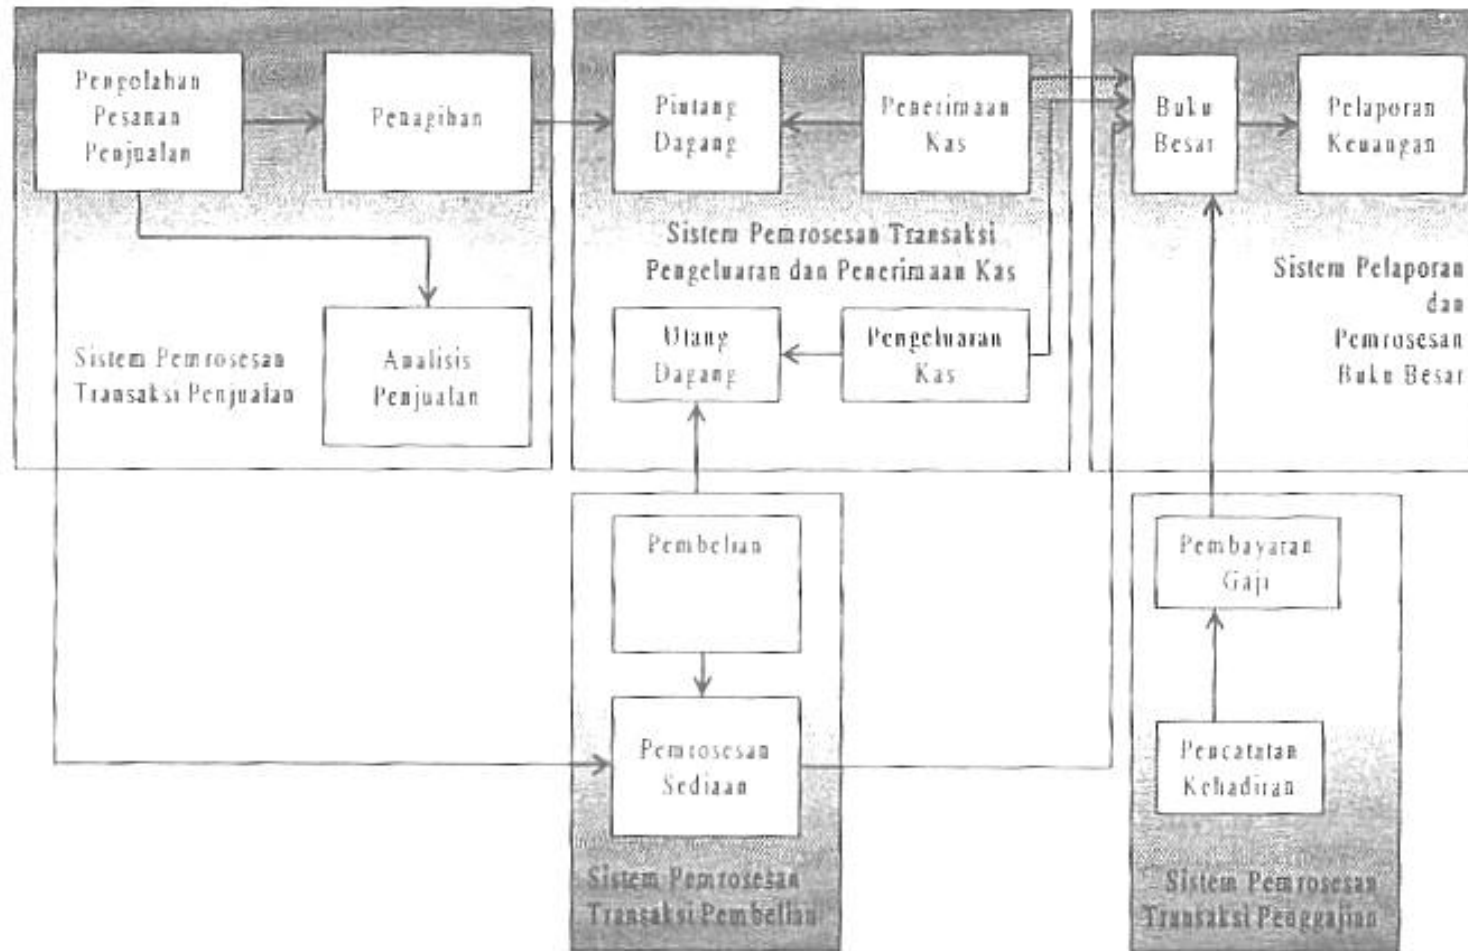 Pengolahan
Pesanan
Penjualan
Penagihan
Piutang
Dagang
Penerimaan
Kas
Buku
Besar
Pelaporan
Keuangan
Sistem Pemrosesan Transaksi
Pengeluaran dan Penerimaan Kas
Sistem Pelaporan
dan
Pemrosesan
Buku Besar
Sistem Pemrosesan
Transaksi Penjualan
Analisis
Penjualan
Utang
Dagang
Pengeluaran
Kas
Pembelian
Pembayaran
Gaji
Pemrosesan
Sediaan
Pencatatan
Kehadiran
Sistem Pemrosesan
Transaksi Pembelian
Sistem Pemrosesan
Transaksi Penggajian